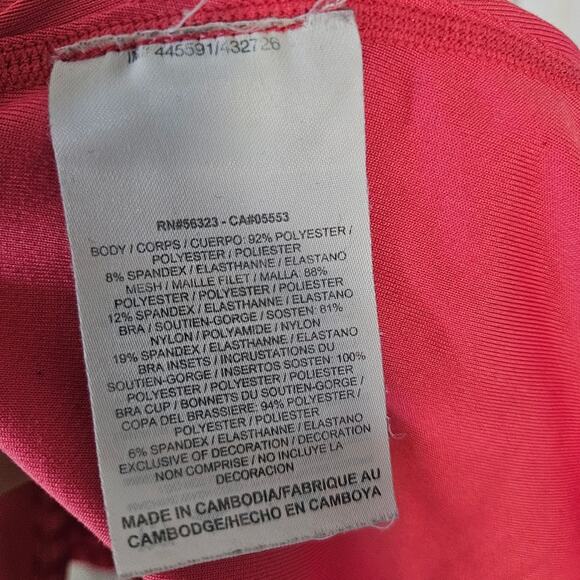 445591/432726
RN#56323 - CA#05553
BODY / CORPS / CUERPO: 92% POLYESTER /
POLYESTER / POLIESTER
8% SPANDEX / ELASTHANNE / ELASTANO
MESH / MAILLE FILET / MALLA: 88%
POLYESTER / POLYESTER / POLIESTER
12% SPANDEX / ELASTHANNE / ELASTANO
BRA / SOUTIEN-GORGE / SOSTEN: 81%
NYLON / POLYAMIDE / NYLON
19% SPANDEX / ELASTHANNE / ELASTANO
BRA INSETS / INCRUSTATIONS DU
SOUTIEN-GORGE / INSERTOS SOSTEN: 100%
POLYESTER / POLYESTER / POLIESTER
BRA CUP / BONNETS DU SOUTIEN-GORGE /
COPA DEL BRASSIERE: 94% POLYESTER /
POLYESTER / POLIESTER
6% SPANDEX / ELASTHANNE / ELASTANO
EXCLUSIVE OF DECORATION / DECORATION
NON COMPRISE / NO INCLUYE LA
DECORACION
MADE IN CAMBODIA/FABRIQUE AU
CAMBODGE/HECHO EN CAMBOYA